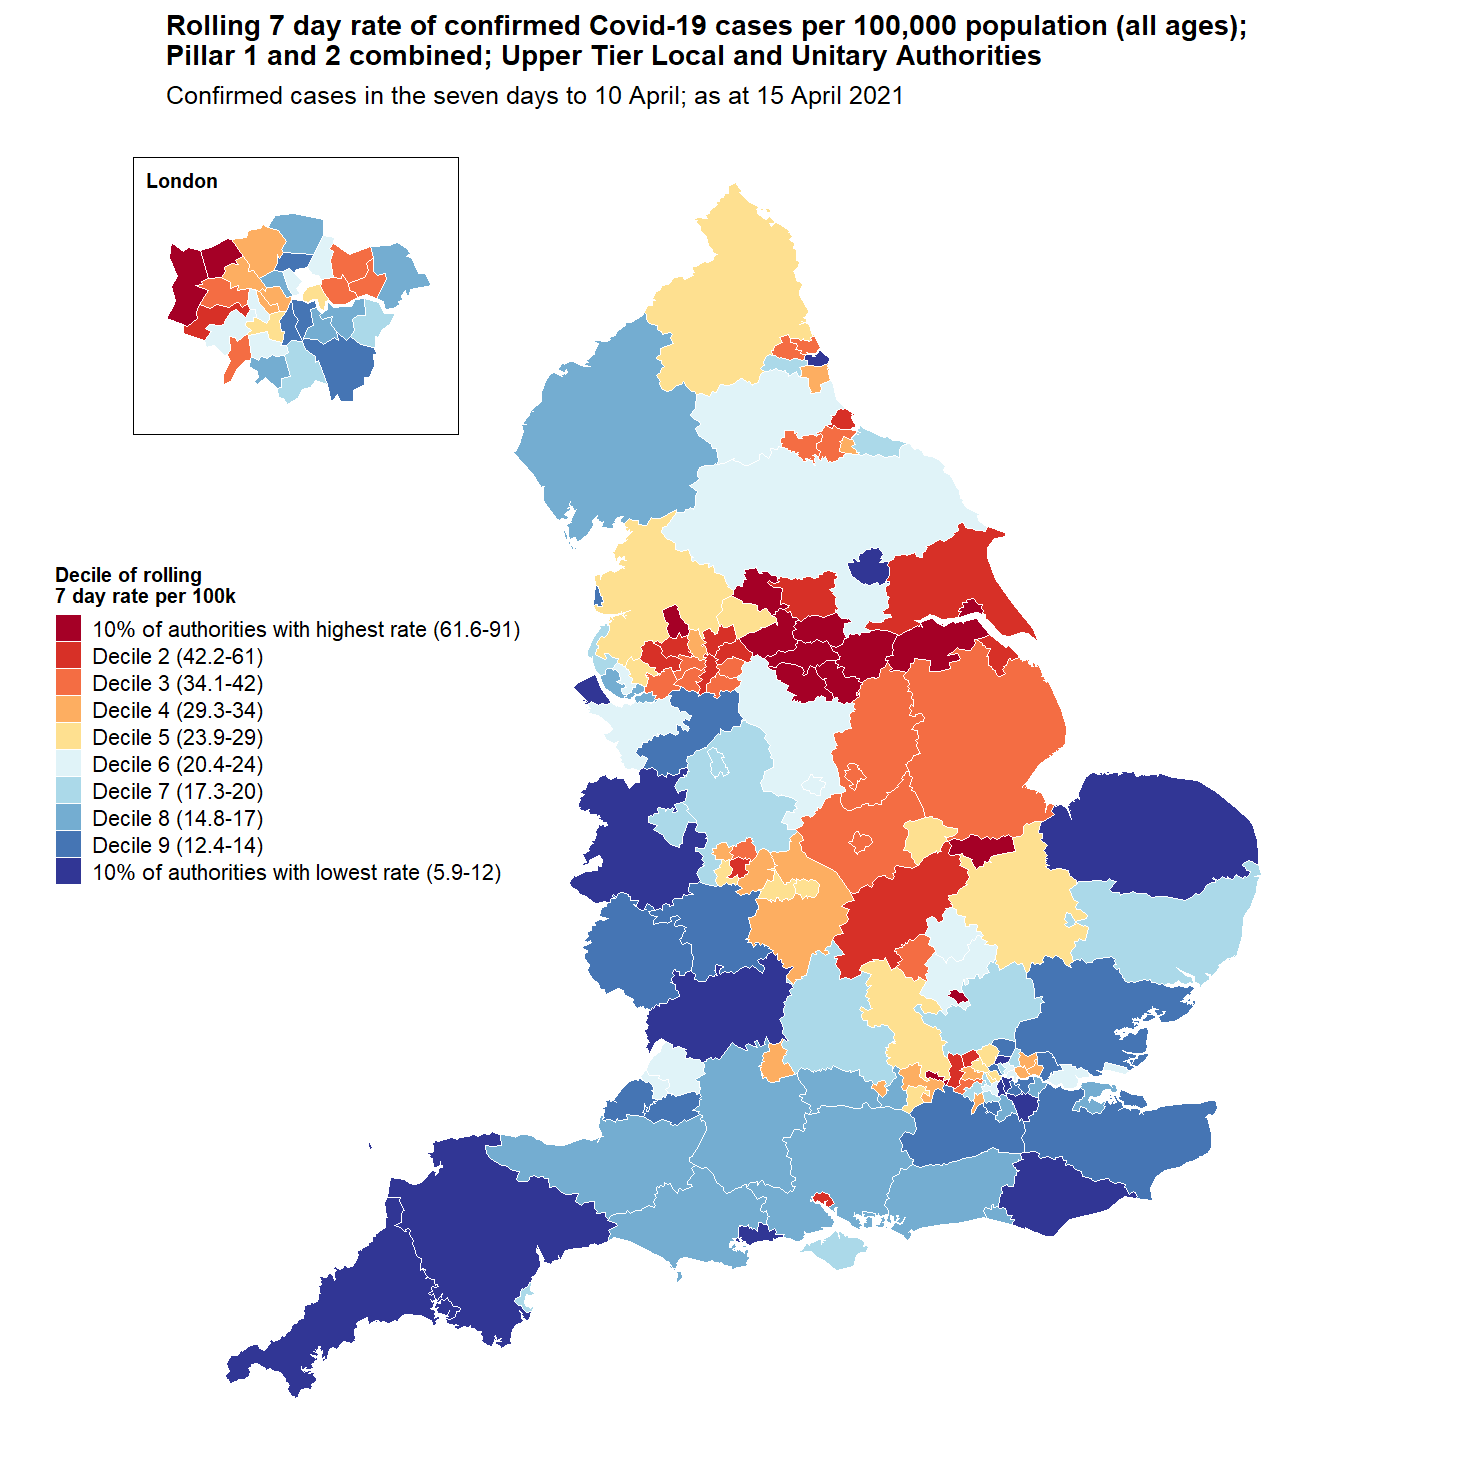 Rolling 7 day rate of confirmed Covid-19 cases per 100,000 population (all ages);
Pillar 1 and 2 combined; Upper Tier Local and Unitary Authorities
Confirmed cases in the seven days to 10 April; as at 15 April 2021
London
Decile of rolling
7 day rate per 100k
10% of authorities with highest rate (61.6-91)
Decile 2 (42.2-61)
Decile 3 (34.1-42)
Decile 4 (29.3-34)
Decile 5 (23.9-29)
Decile 6 (20.4-24)
Decile 7 (17.3-20)
Decile 8 (14.8-17)
Decile 9 (12.4-14)
10% of authorities with lowest rate (5.9-12)